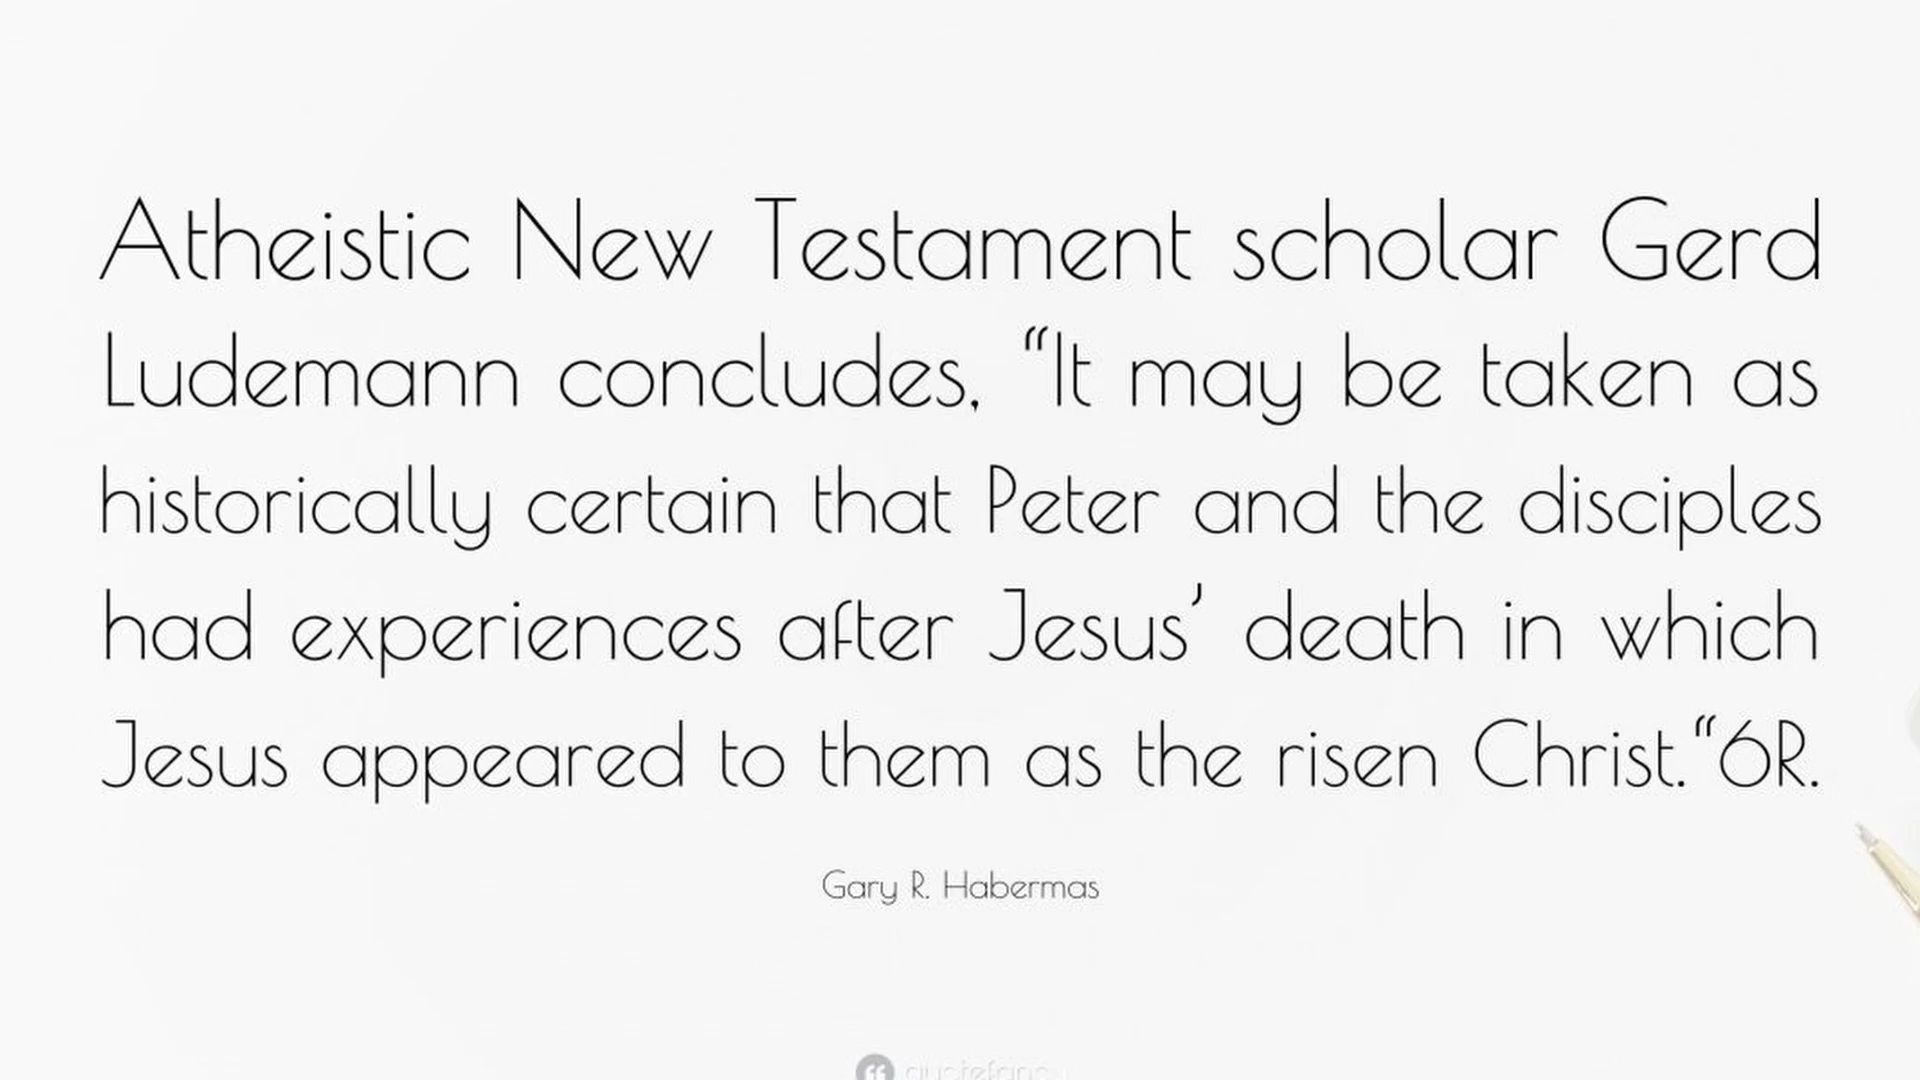 Atheistic New Testament scholar Gerd
Ludemann concludes, “It may be taken as
historically certain that Peter and the disciples
had experiences after Jesus’ death in which
Jesus appeared to them as the risen Christ.“6R.
Gary R. Habermas
quotefancy